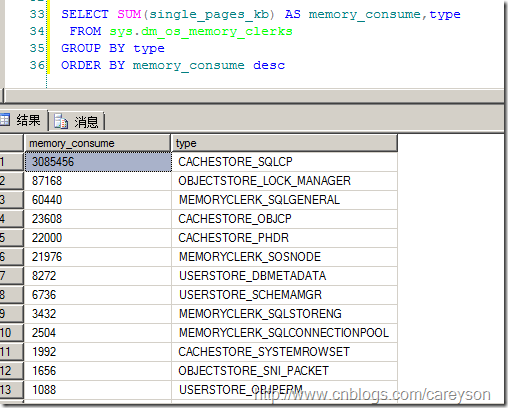 33 SELECT SUM(single_pages_kb) AS memory_consume,type
34 FROM sys.dm_os_memory_clerks
35 GROUP BY type
36 ORDER BY memory_consume desc
结果 消息
memory_consume type
1 3085456 CACHESTORE_SQLCP
2 87168 OBJECTSTORE_LOCK_MANAGER
3 60440 MEMORYCLERK_SQLGENERAL
4 23608 CACHESTORE_OBJCP
5 22000 CACHESTORE_PHDR
6 21976 MEMORYCLERK_SOSNODE
7 8272 USERSTORE_DBMETADATA
8 6736 USERSTORE_SCHEMAMGR
9 3432 MEMORYCLERK_SQLSTORENG
10 2504 MEMORYCLERK_SQLCONNECTIONPOOL
11 1992 CACHESTORE_SYSTEMROWSET
12 1656 OBJECTSTORE_SNI_PACKET
13 1088 USERSTORE_OBJPERM
http://www.cnblogs.com/careyson